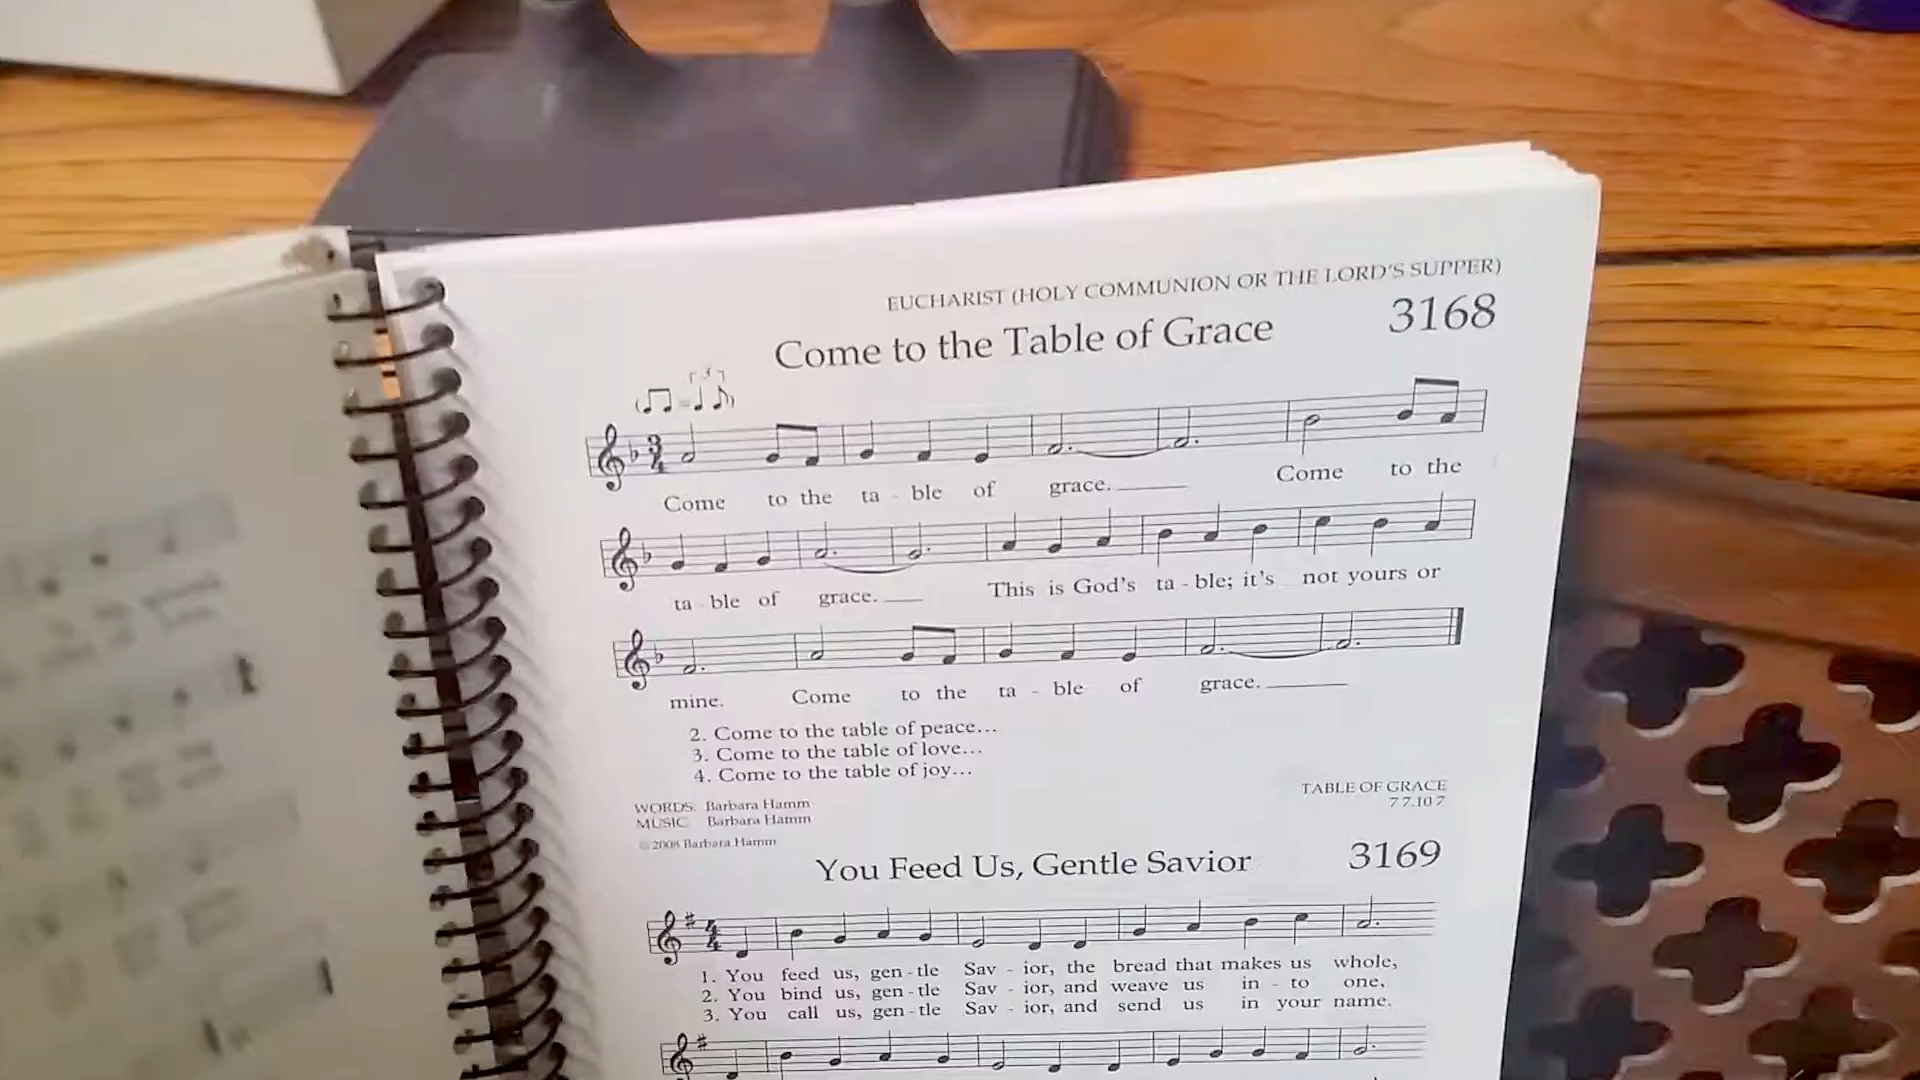 EUCHARIST (HOLY COMMUNION OR THE LORD'S SUPPER)
Come to the Table of Grace 3168
3
3
4
Come to the ta - ble of grace. Come to the
ta - ble of grace. This is God's ta - ble; it's not yours or
mine. Come to the ta - ble of grace.
2. Come to the table of peace...
3. Come to the table of love...
4. Come to the table of joy...
WORDS: Barbara Hamm
MUSIC: Barbara Hamm
© 2008 Barbara Hamm
TABLE OF GRACE
7 7.10 7
You Feed Us, Gentle Savior 3169
4
4
1. You feed us, gen - tle Sav - ior, the bread that makes us whole,
2. You bind us, gen - tle Sav - ior, and weave us in - to one,
3. You call us, gen - tle Sav - ior, and send us in your name.